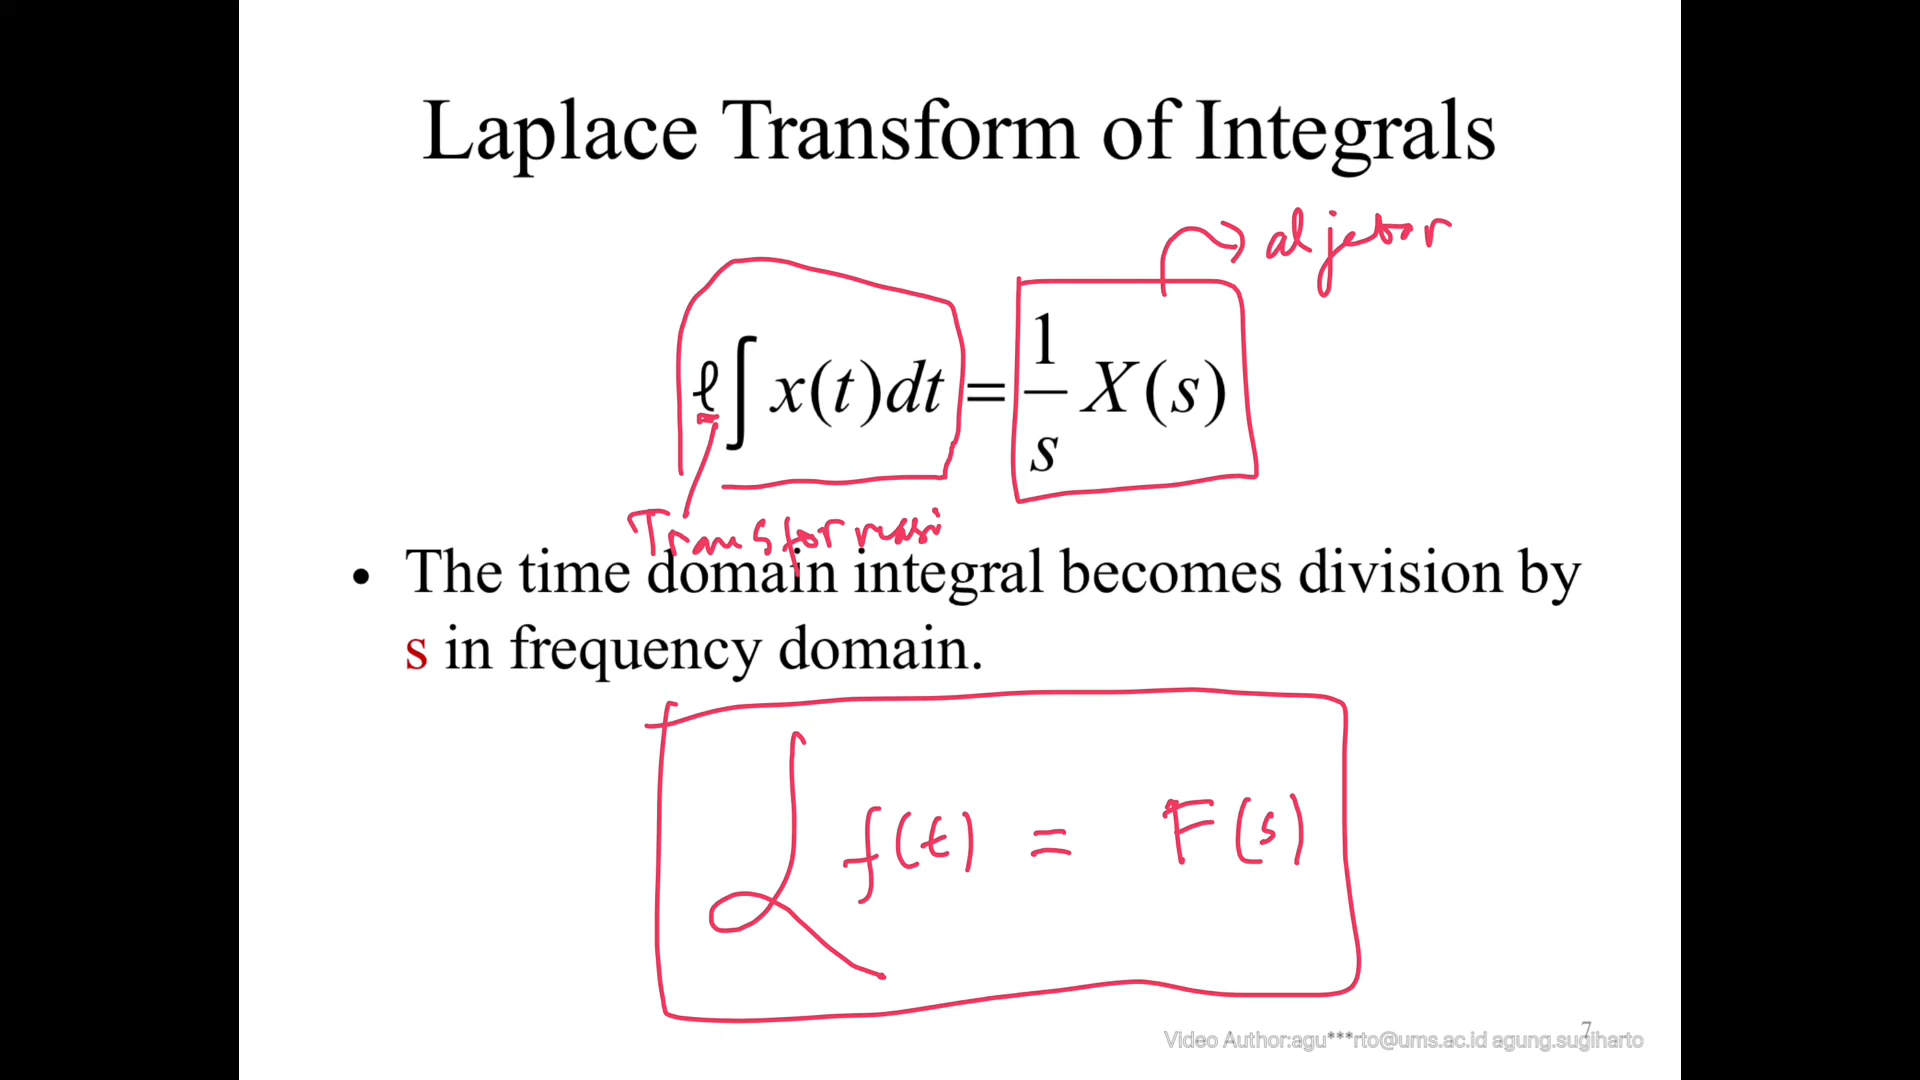 Laplace Transform of Integrals
aljebar
ℓ∫ x(t)dt = 1/s X(s)
Transformasi
• The time domain integral becomes division by
s in frequency domain.
ℒ f(t) = F(s)
7
Video Author:agu***rto@ums.ac.id agung.sugiharto